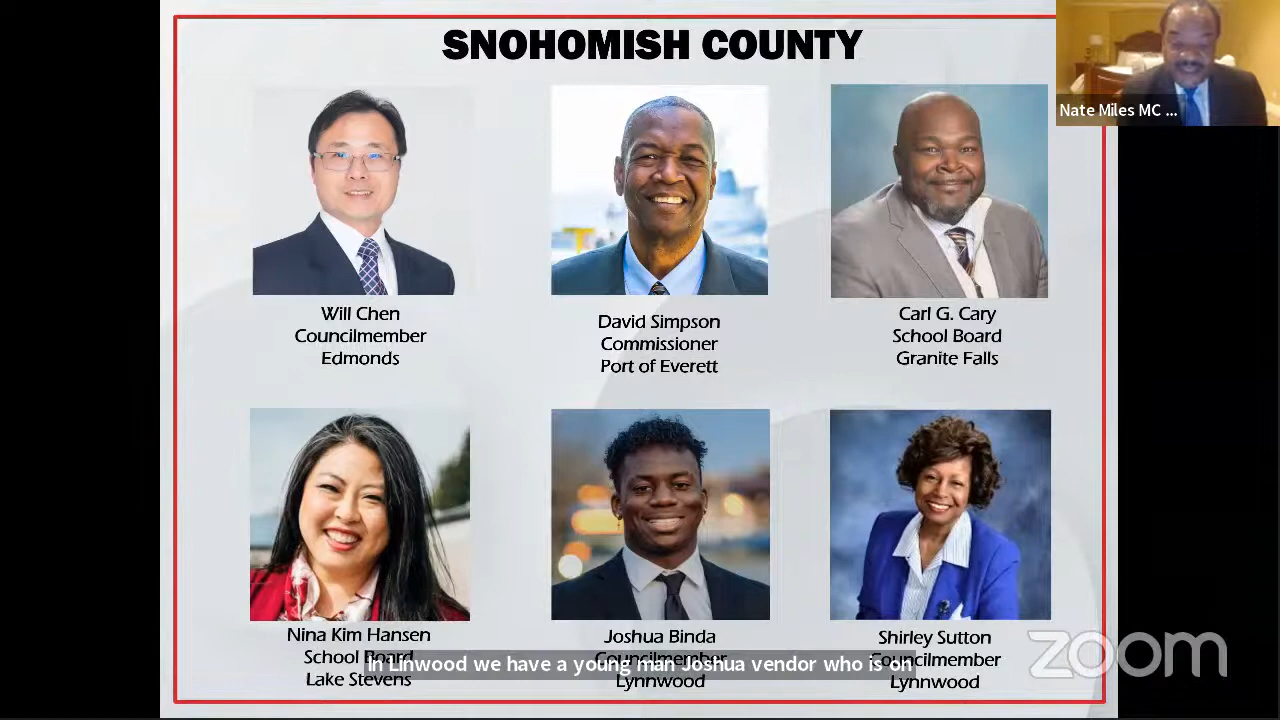 SNOHOMISH COUNTY
Nate Miles MC ...
Will Chen
Councilmember
Edmonds
David Simpson
Commissioner
Port of Everett
Carl G. Cary
School Board
Granite Falls
Nina Kim Hansen
School Board
Lake Stevens
Joshua Binda
Councilmember
Lynnwood
Shirley Sutton
Councilmember
Lynnwood
In Linwood we have a young man Joshua vendor who is on
zoom